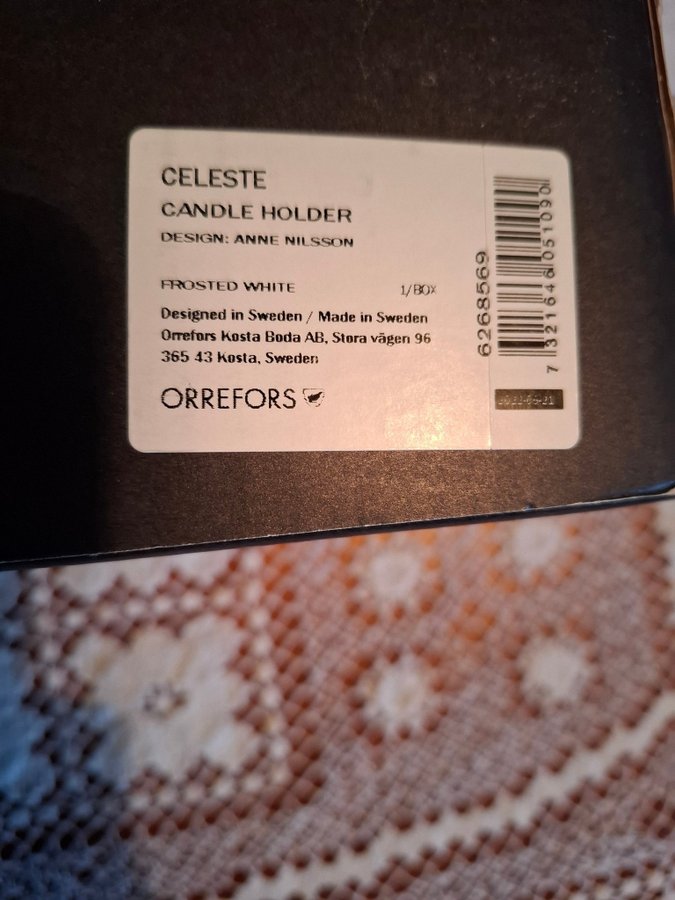 CELESTE
CANDLE HOLDER
DESIGN: ANNE NILSSON
FROSTED WHITE 1/BOX
Designed in Sweden / Made in Sweden
Orrefors Kosta Boda AB, Stora vägen 96
365 43 Kosta, Sweden
ORREFORS
6268569
7 321646 051090